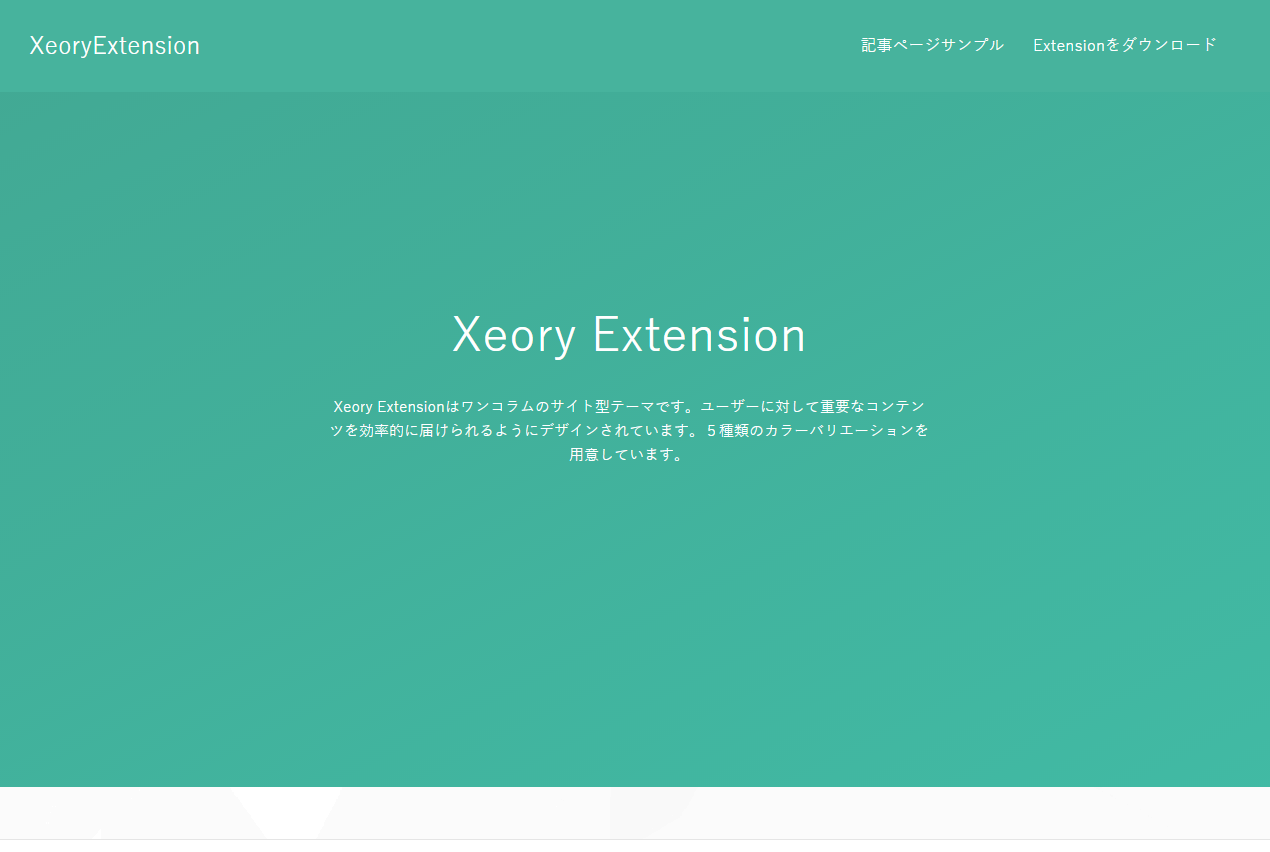 XeoryExtension
記事ページサンプル
Extensionをダウンロード
Xeory Extension
Xeory Extensionはワンコラムのサイト型テーマです。ユーザーに対して重要なコンテン
ツを効率的に届けられるようにデザインされています。５種類のカラーバリエーションを
用意しています。